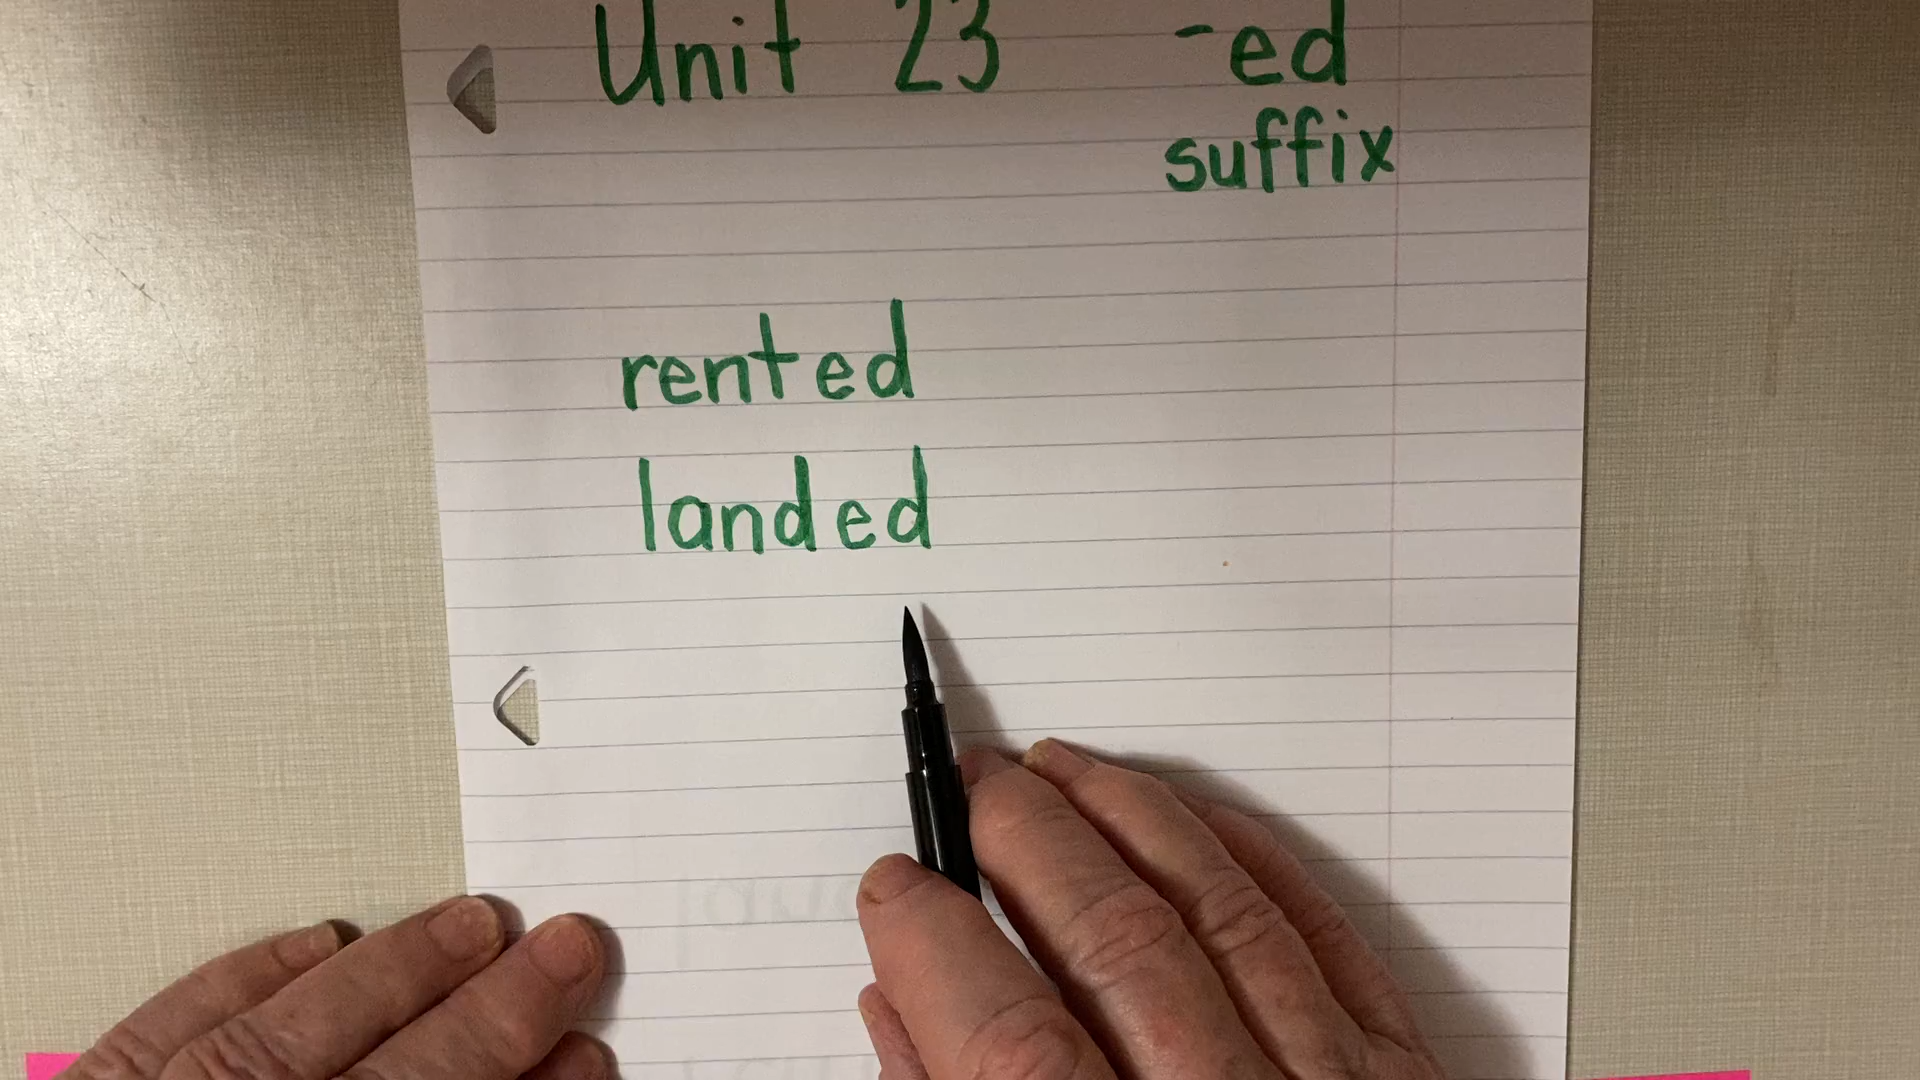 Unit 23 -ed
suffix
rented
landed